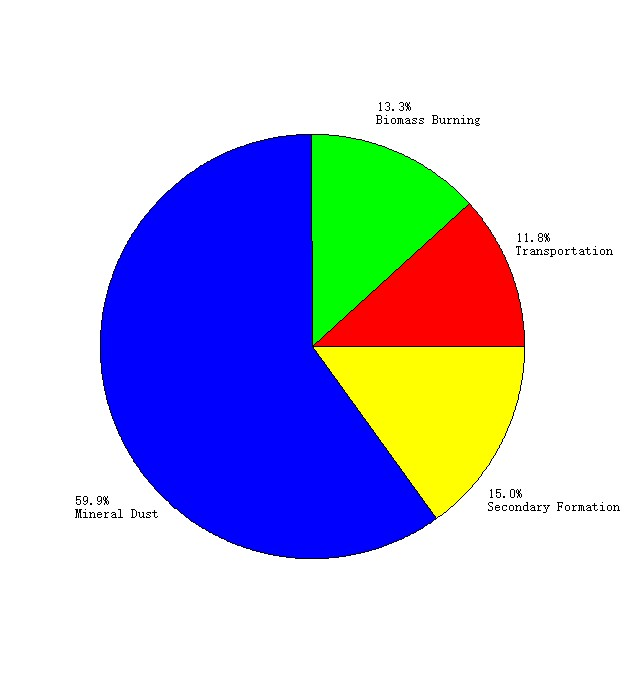 13.3%
Biomass Burning
11.8%
Transportation
59.9%
Mineral Dust
15.0%
Secondary Formation